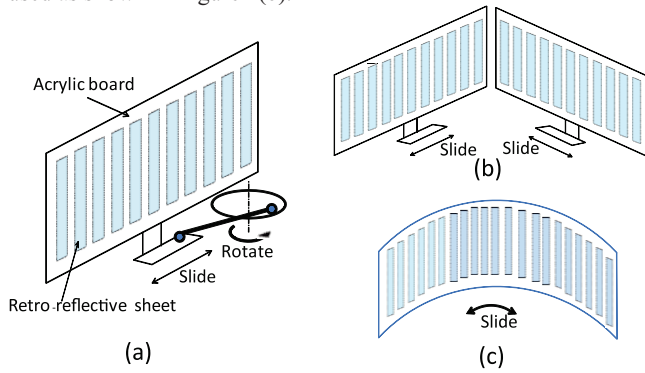 Acrylic board
Rotate
Slide
Retro-reflective sheet
(a)
Slide
Slide
(b)
Slide
(c)